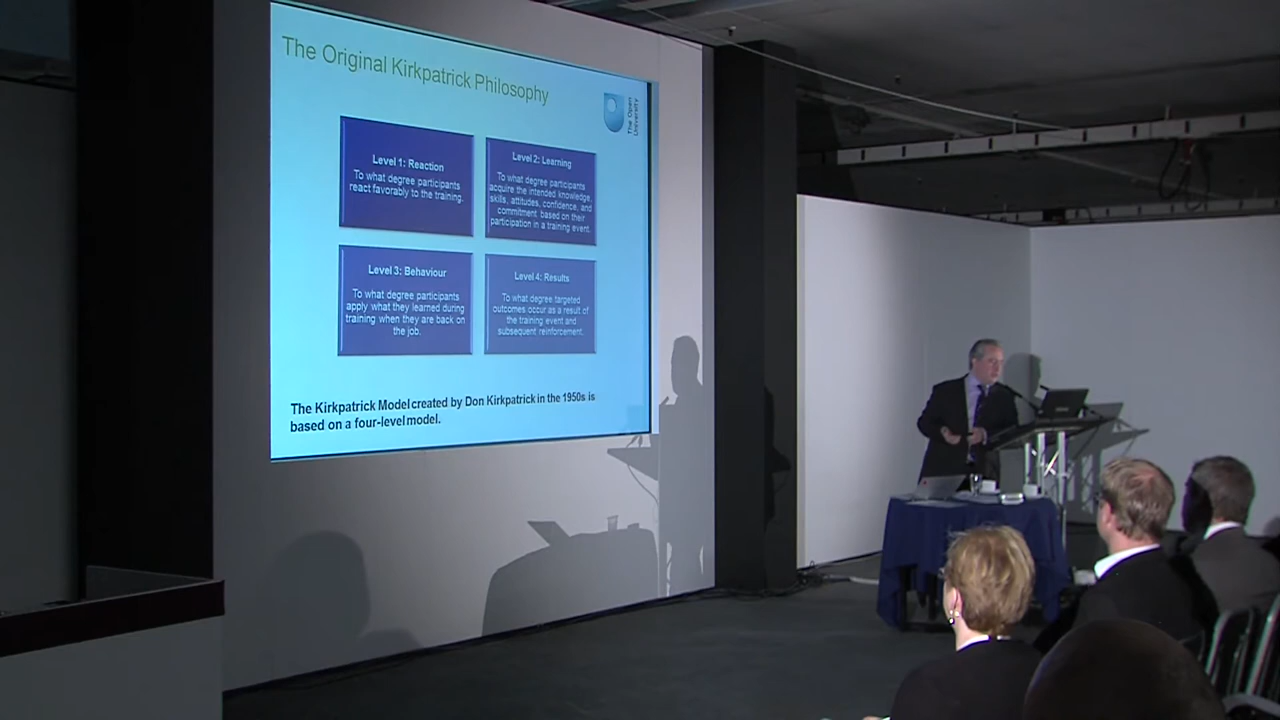 The Original Kirkpatrick Philosophy
The Open
University
Level 1: Reaction
To what degree participants
react favorably to the training.
Level 2: Learning
To what degree participants
acquire the intended knowledge,
skills, attitudes, confidence, and
commitment based on their
participation in a training event.
Level 3: Behaviour
To what degree participants
apply what they learned during
training when they are back on
the job.
Level 4: Results
To what degree targeted
outcomes occur as a result of
the training event and
subsequent reinforcement.
The Kirkpatrick Model created by Don Kirkpatrick in the 1950s is
based on a four-level model.